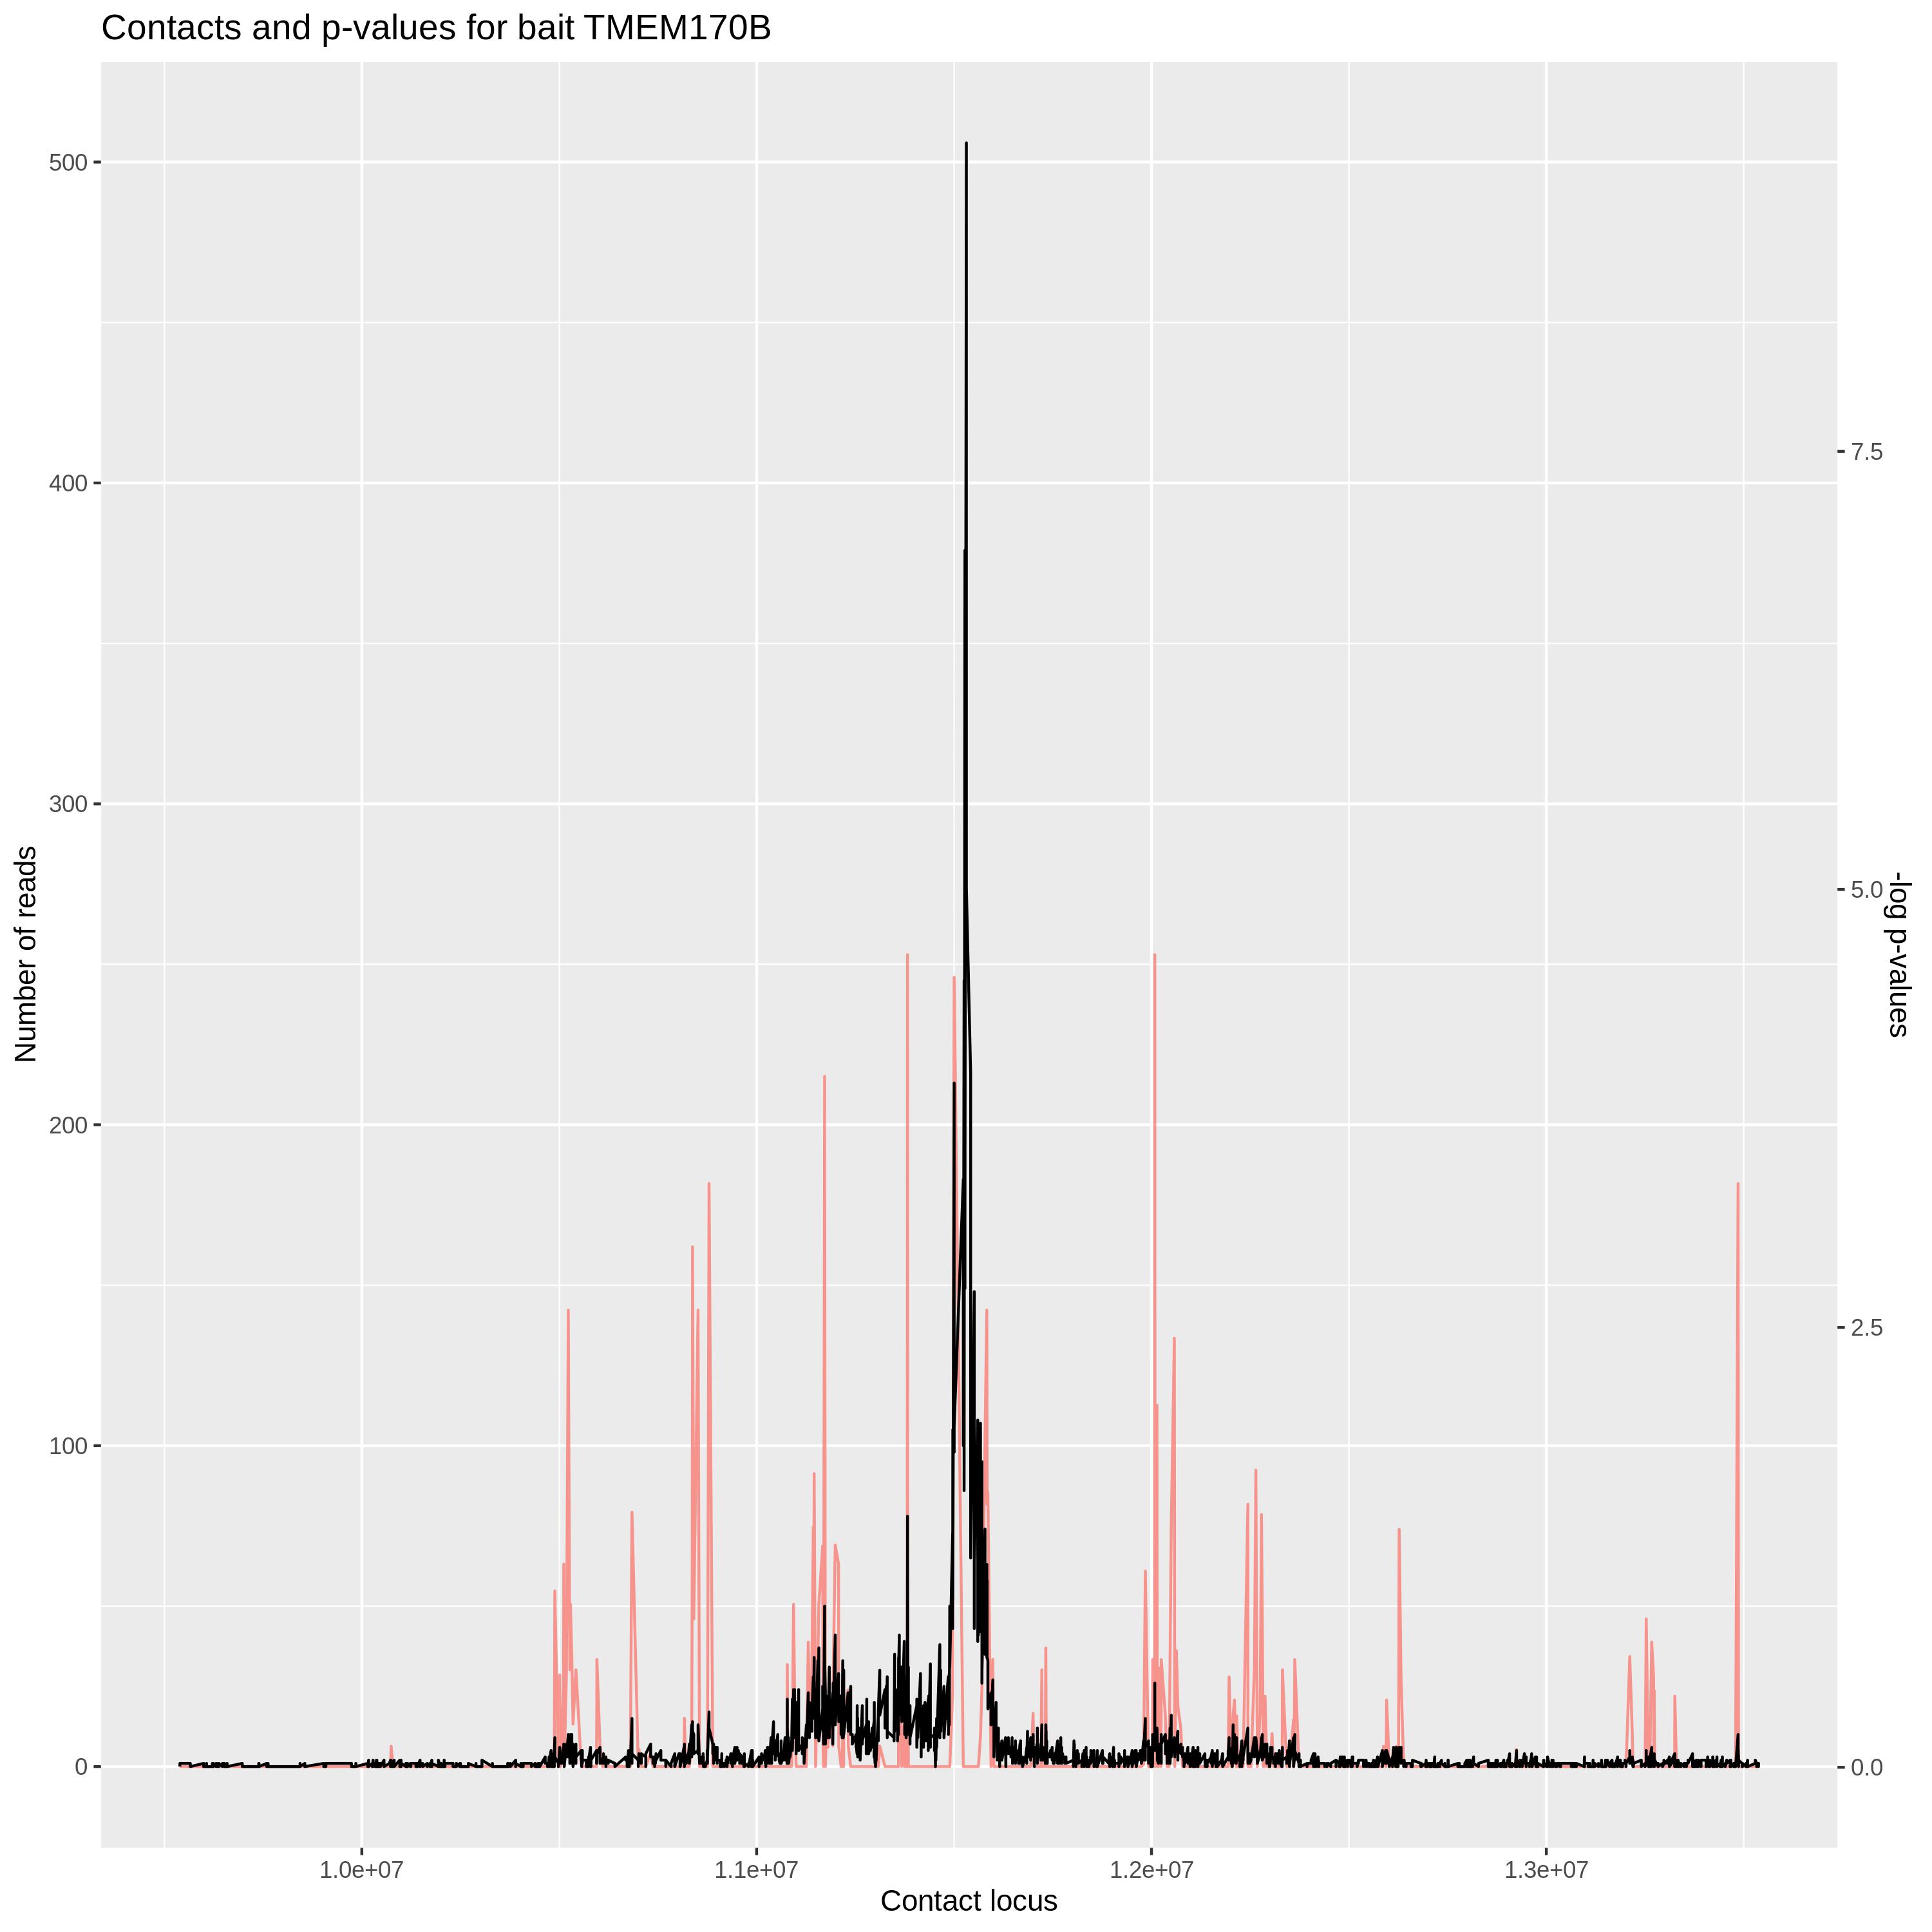 Contacts and p-values for bait TMEM170B
500
400
300
200
100
0
Number of reads
7.5
5.0
2.5
0.0
-log p-values
1.0e+07
1.1e+07
1.2e+07
1.3e+07
Contact locus